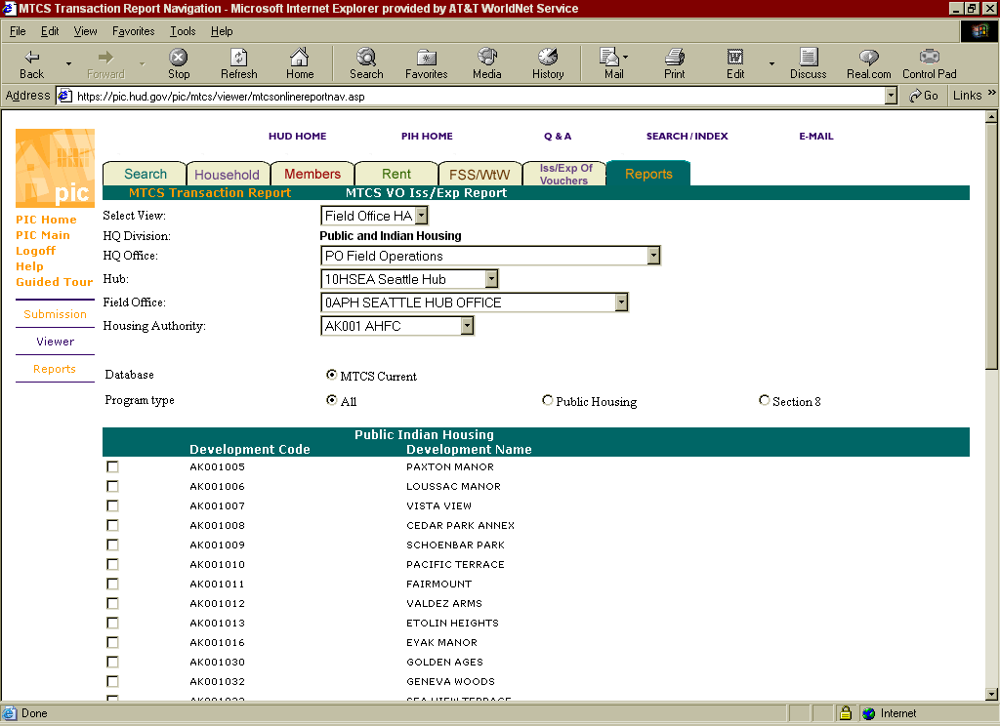 MTCS Transaction Report Navigation - Microsoft Internet Explorer provided by AT&T WorldNet Service
File Edit View Favorites Tools Help
Back Forward Stop Refresh Home Search Favorites Media History Mail Print Edit Discuss Real.com Control Pad
Address https://pic.hud.gov/pic/mtcs/viewer/mtcsonlinereportnav.asp Go Links »
HUD HOME PIH HOME Q & A SEARCH / INDEX E-MAIL
pic
Search Household Members Rent FSS/WtW Iss/Exp Of Vouchers Reports
MTCS Transaction Report MTCS VO Iss/Exp Report
PIC Home
PIC Main
Logoff
Help
Guided Tour
Submission
Viewer
Reports
Select View: Field Office HA
HQ Division: Public and Indian Housing
HQ Office: PO Field Operations
Hub: 10HSEA Seattle Hub
Field Office: 0APH SEATTLE HUB OFFICE
Housing Authority: AK001 AHFC
Database MTCS Current
Program type All Public Housing Section 8
Public Indian Housing
Development Code Development Name
AK001005 PAXTON MANOR
AK001006 LOUSSAC MANOR
AK001007 VISTA VIEW
AK001008 CEDAR PARK ANNEX
AK001009 SCHOENBAR PARK
AK001010 PACIFIC TERRACE
AK001011 FAIRMOUNT
AK001012 VALDEZ ARMS
AK001013 ETOLIN HEIGHTS
AK001016 EYAK MANOR
AK001030 GOLDEN AGES
AK001032 GENEVA WOODS
AK001033 SEA VIEW TERRACE
Done Internet